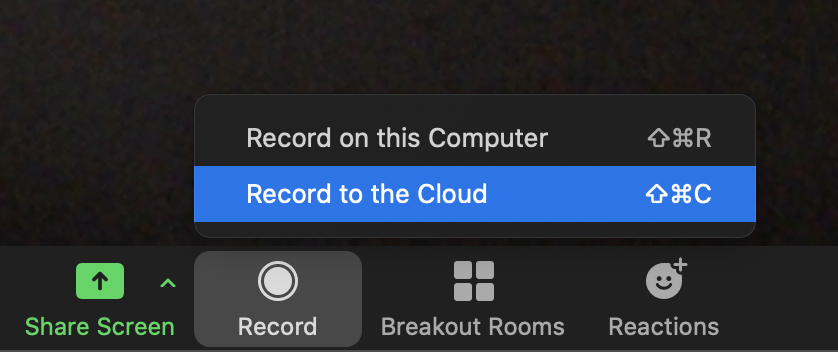 Record on this Computer ⇧⌘R
Record to the Cloud ⇧⌘C
Share Screen Record Breakout Rooms Reactions